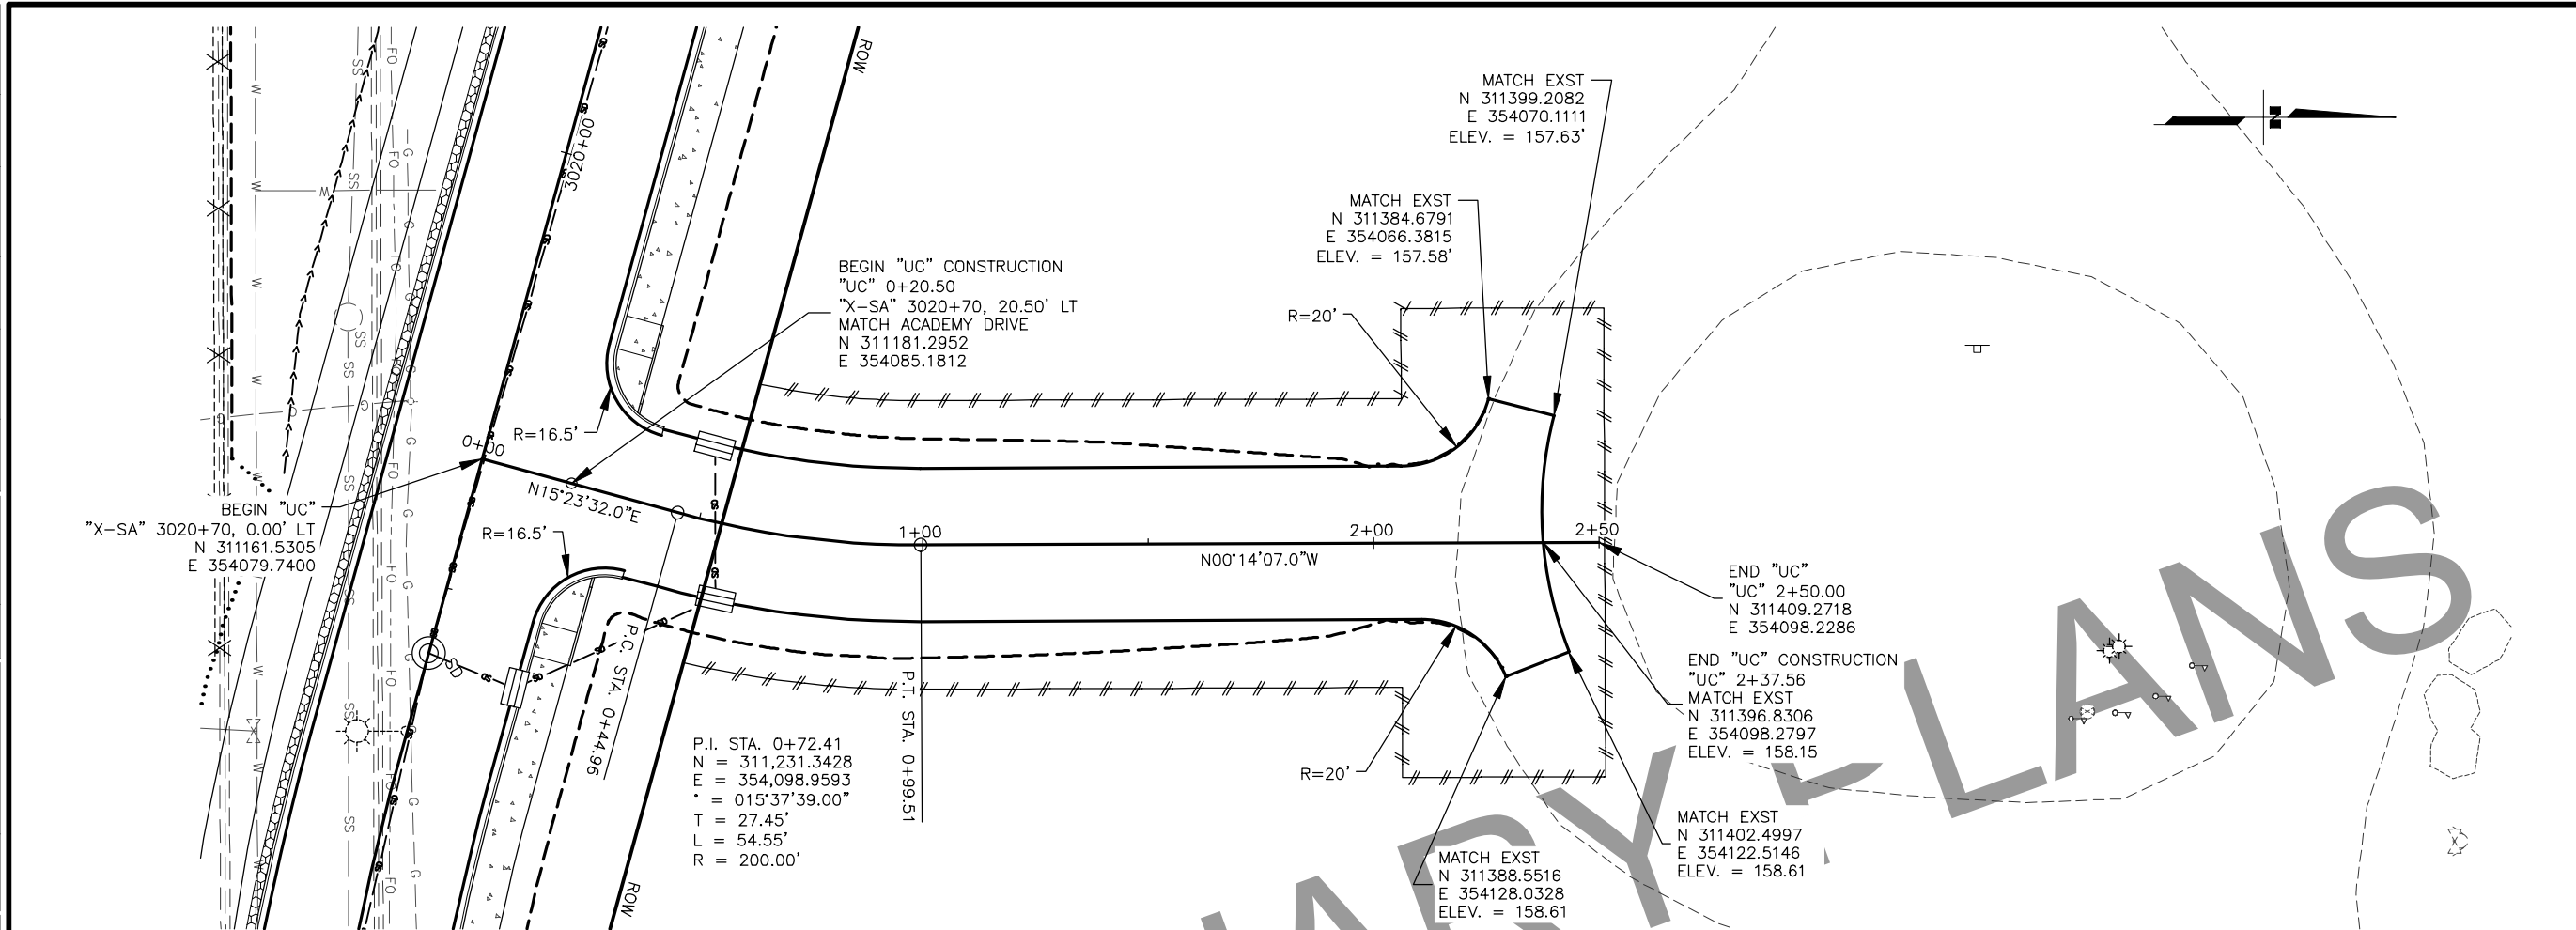 ROW
3020+00
MATCH EXST
N 311399.2082
E 354070.1111
ELEV. = 157.63'
N
MATCH EXST
N 311384.6791
E 354066.3815
ELEV. = 157.58'
BEGIN "UC" CONSTRUCTION
"UC" 0+20.50
"X-SA" 3020+70, 20.50' LT
MATCH ACADEMY DRIVE
N 311181.2952
E 354085.1812
R=20'
R=16.5'
0+00
N15°23'32.0"E
BEGIN "UC"
"X-SA" 3020+70, 0.00' LT
N 311161.5305
E 354079.7400
R=16.5'
1+00
2+00
2+50
N00°14'07.0"W
END "UC"
"UC" 2+50.00
N 311409.2718
E 354098.2286
END "UC" CONSTRUCTION
"UC" 2+37.56
MATCH EXST
N 311396.8306
E 354098.2797
ELEV. = 158.15
P.C. STA. 0+44.96
P.T. STA. 0+99.51
P.I. STA. 0+72.41
N = 311,231.3428
E = 354,098.9593
= 015°37'39.00"
T = 27.45'
L = 54.55'
R = 200.00'
R=20'
MATCH EXST
N 311402.4997
E 354122.5146
ELEV. = 158.61
MATCH EXST
N 311388.5516
E 354128.0328
ELEV. = 158.61
ROW
SS
FO
W
G
SD